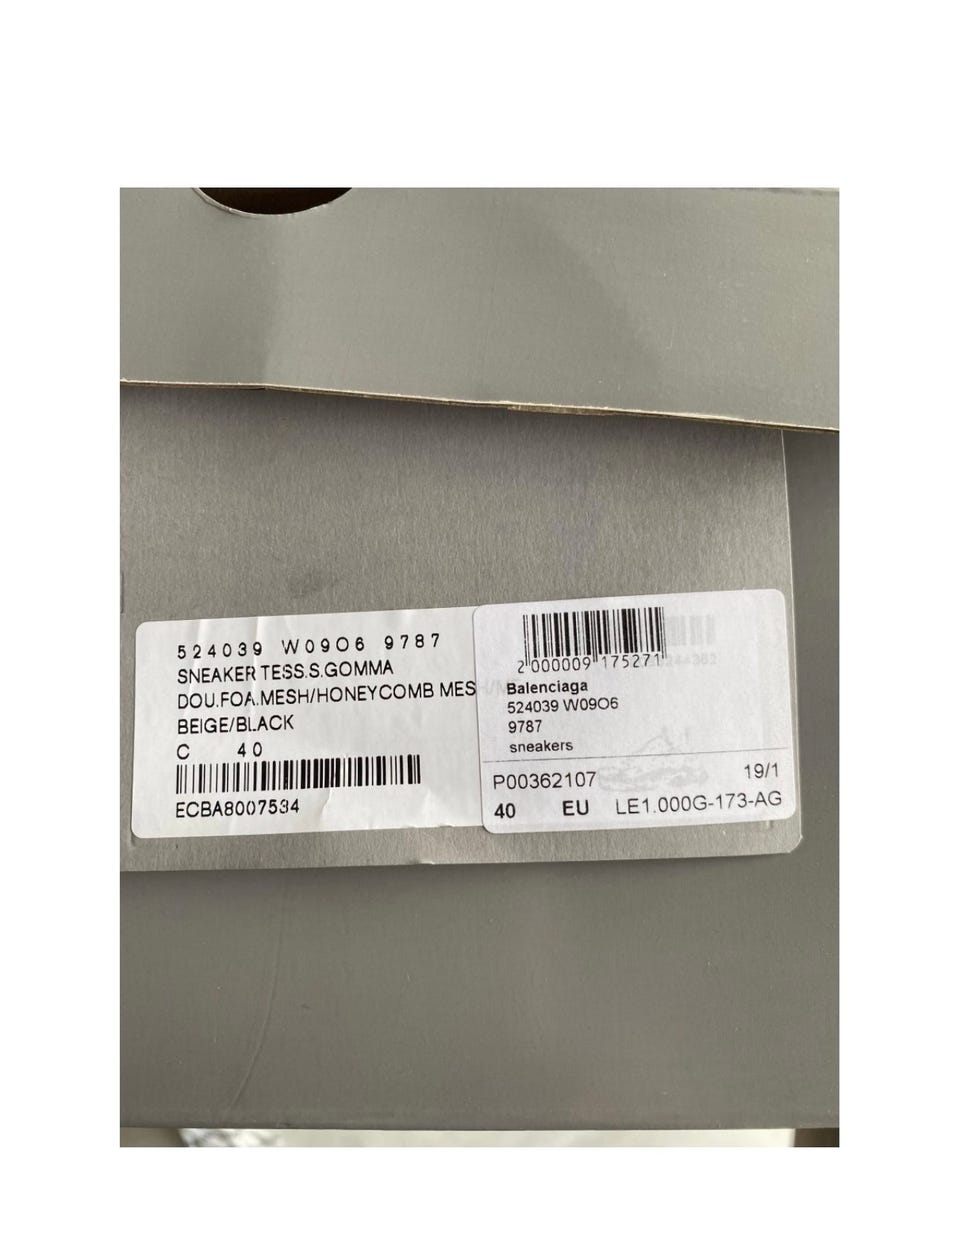 524039 W09O6 9787
SNEAKER TESS.S.GOMMA
DOU.FOA.MESH/HONEYCOMB MES
BEIGE/BLACK
C 40
ECBA8007534
2 000009 175271
Balenciaga
524039 W09O6
9787
sneakers
P00362107 19/1
40 EU LE1.000G-173-AG